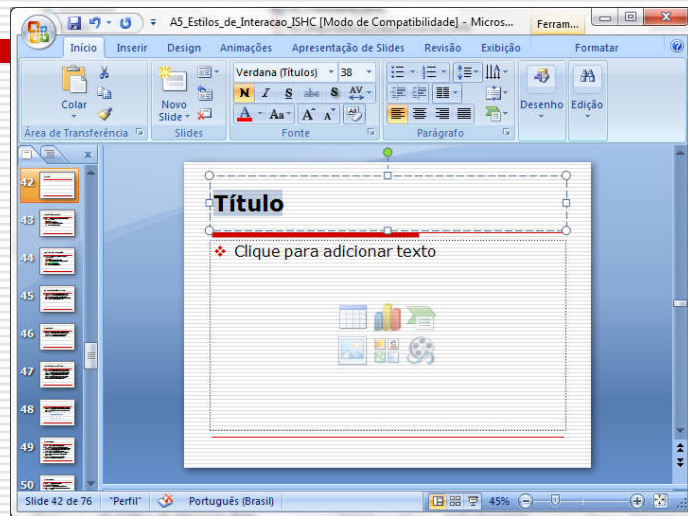 A5_Estilos_de_Interacao_ISHC [Modo de Compatibilidade] - Micros...
Ferram...
Início Inserir Design Animações Apresentação de Slides Revisão Exibição Formatar
Colar
Novo
Slide
Verdana (Títulos) 38
N I S abc S AV
A Aa A A
Desenho
Edição
Área de Transferência Slides Fonte Parágrafo
42
43
44
45
46
47
48
49
50
Título
Clique para adicionar texto
Slide 42 de 76 "Perfil" Português (Brasil) 45%